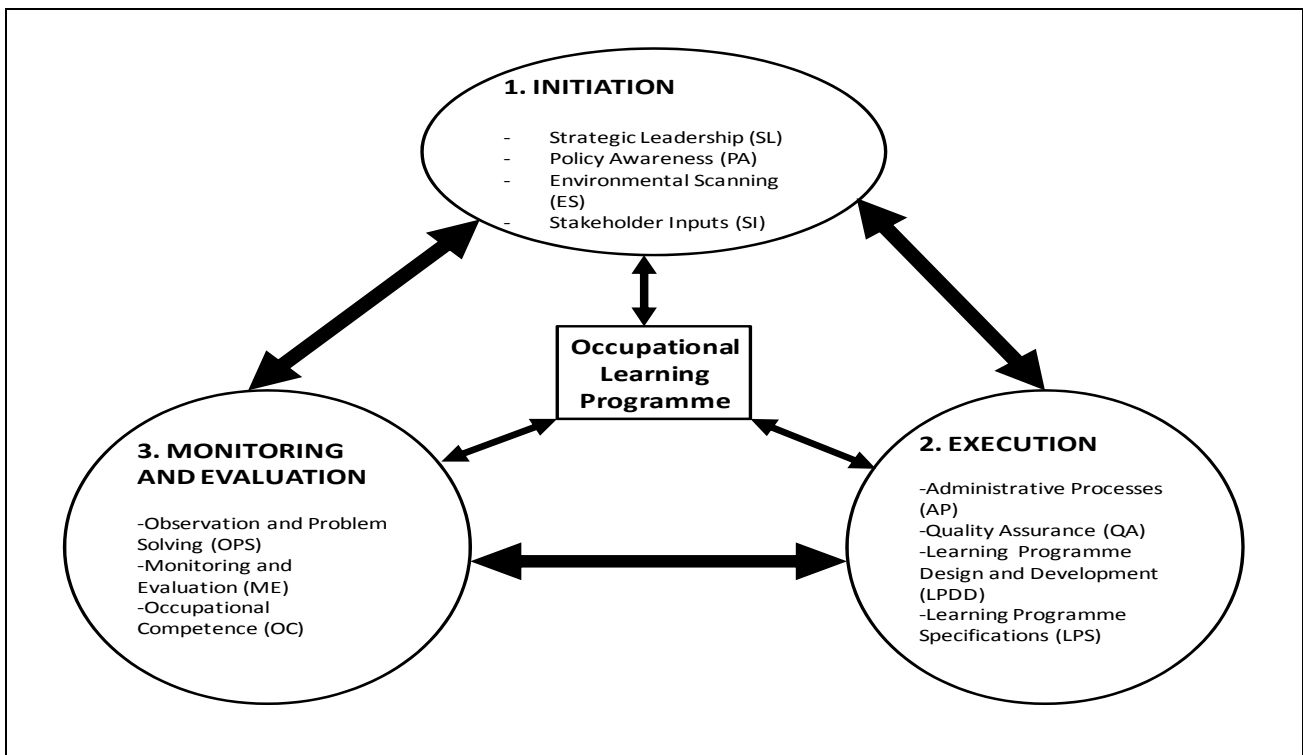 1. INITIATION
- Strategic Leadership (SL)
- Policy Awareness (PA)
- Environmental Scanning
(ES)
- Stakeholder Inputs (SI)
Occupational
Learning
Programme
3. MONITORING
AND EVALUATION
-Observation and Problem
Solving (OPS)
-Monitoring and
Evaluation (ME)
-Occupational
Competence (OC)
2. EXECUTION
-Administrative Processes
(AP)
-Quality Assurance (QA)
-Learning Programme
Design and Development
(LPDD)
-Learning Programme
Specifications (LPS)